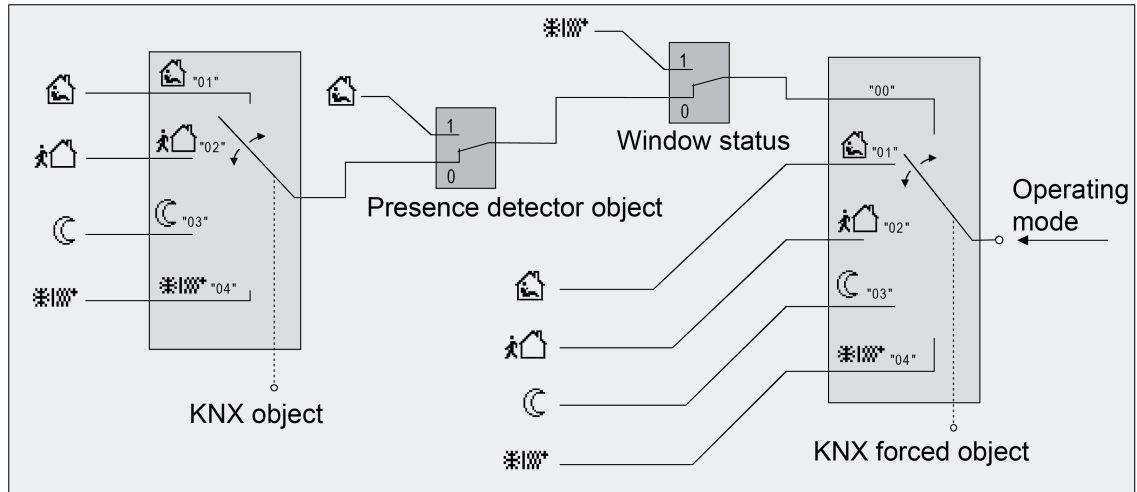 "01"
"02"
"03"
"04"
KNX object
1
0
Presence detector object
1
0
Window status
"00"
"01"
"02"
"03"
"04"
KNX forced object
Operating
mode